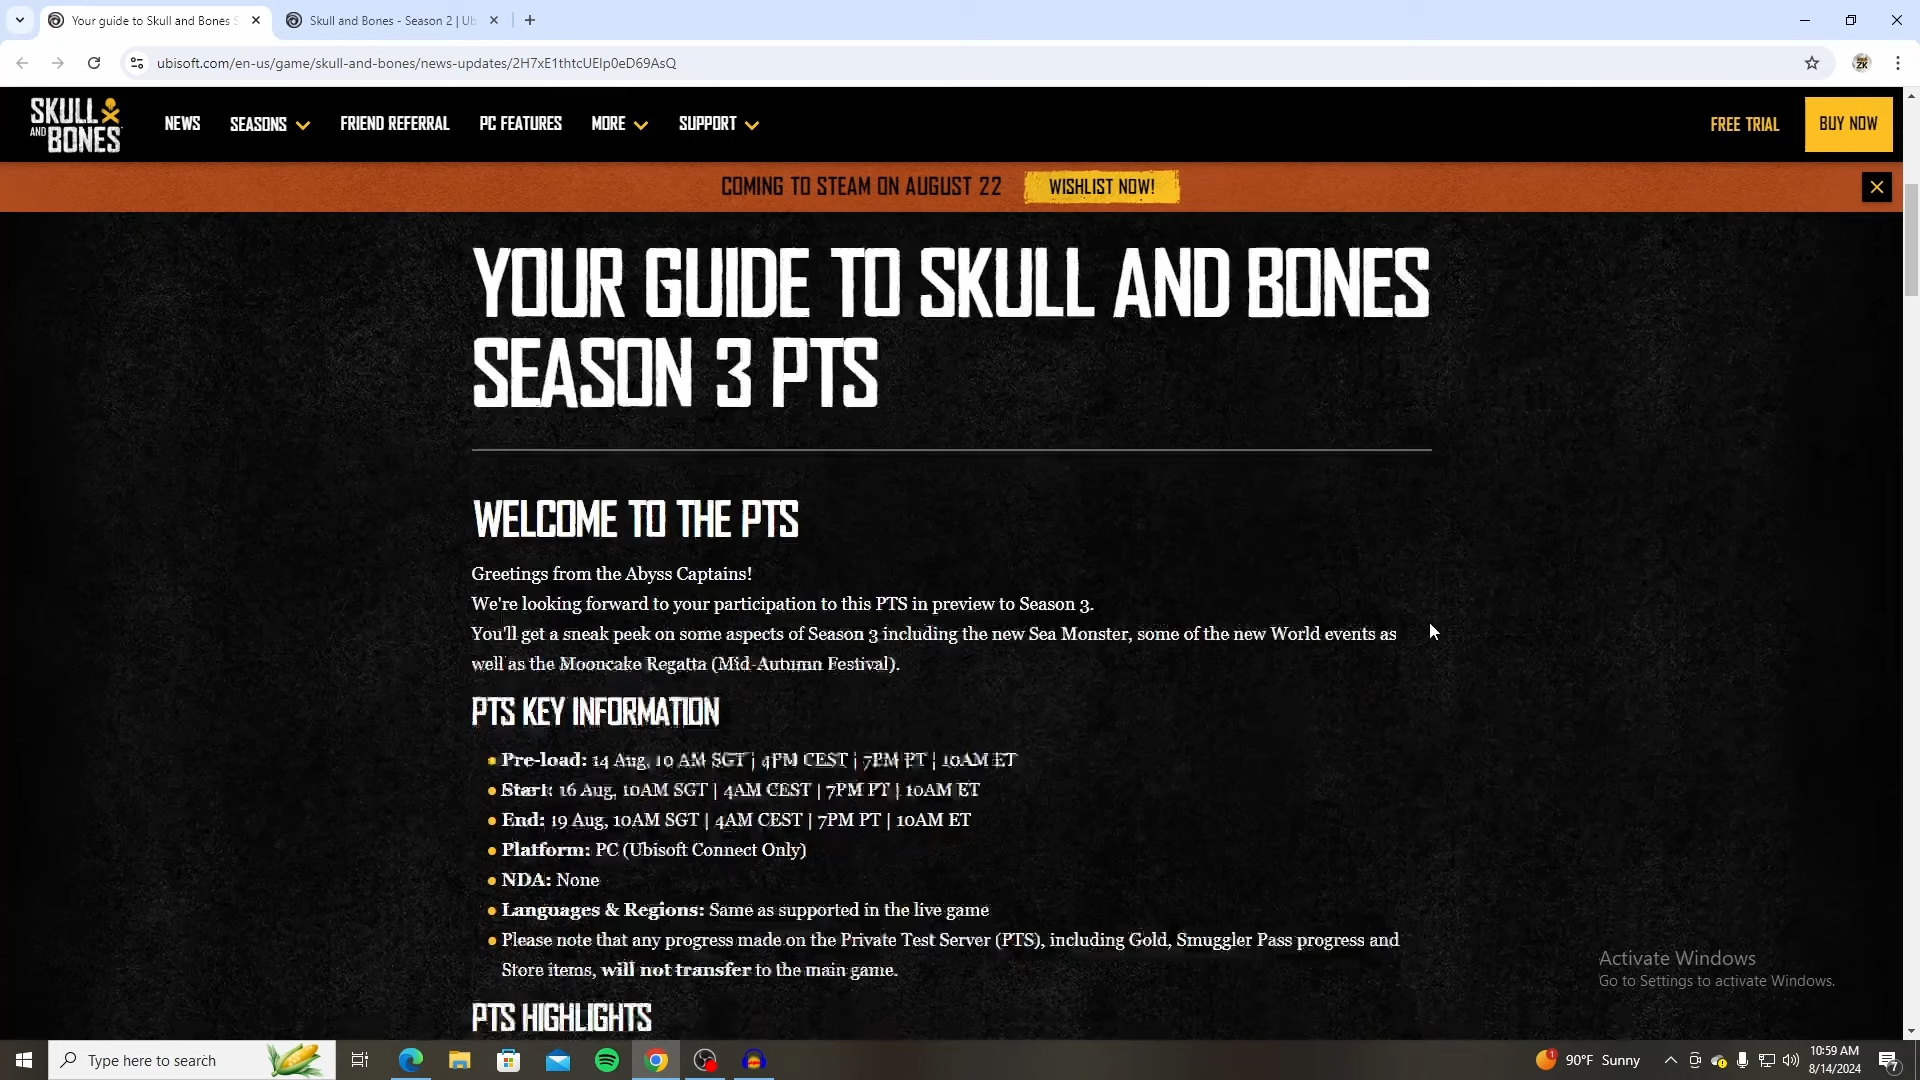 Your guide to Skull and Bones S
Skull and Bones - Season 2 | Ub
ubisoft.com/en-us/game/skull-and-bones/news-updates/2H7xE1thtcUEIp0eD69AsQ
ZK
SKULL AND BONES
NEWS
SEASONS
FRIEND REFERRAL
PC FEATURES
MORE
SUPPORT
FREE TRIAL
BUY NOW
COMING TO STEAM ON AUGUST 22
WISHLIST NOW!
YOUR GUIDE TO SKULL AND BONES
SEASON 3 PTS
WELCOME TO THE PTS
Greetings from the Abyss Captains!
We're looking forward to your participation to this PTS in preview to Season 3.
You'll get a sneak peek on some aspects of Season 3 including the new Sea Monster, some of the new World events as
well as the Mooncake Regatta (Mid-Autumn Festival).
PTS KEY INFORMATION
Pre-load: 14 Aug, 10 AM SGT | 4PM CEST | 7PM PT | 10AM ET
Start: 16 Aug, 10AM SGT | 4AM CEST | 7PM PT | 10AM ET
End: 19 Aug, 10AM SGT | 4AM CEST | 7PM PT | 10AM ET
Platform: PC (Ubisoft Connect Only)
NDA: None
Languages & Regions: Same as supported in the live game
Please note that any progress made on the Private Test Server (PTS), including Gold, Smuggler Pass progress and
Store items, will not transfer to the main game.
PTS HIGHLIGHTS
Activate Windows
Go to Settings to activate Windows.
Type here to search
1
90°F Sunny
10:59 AM
8/14/2024
7